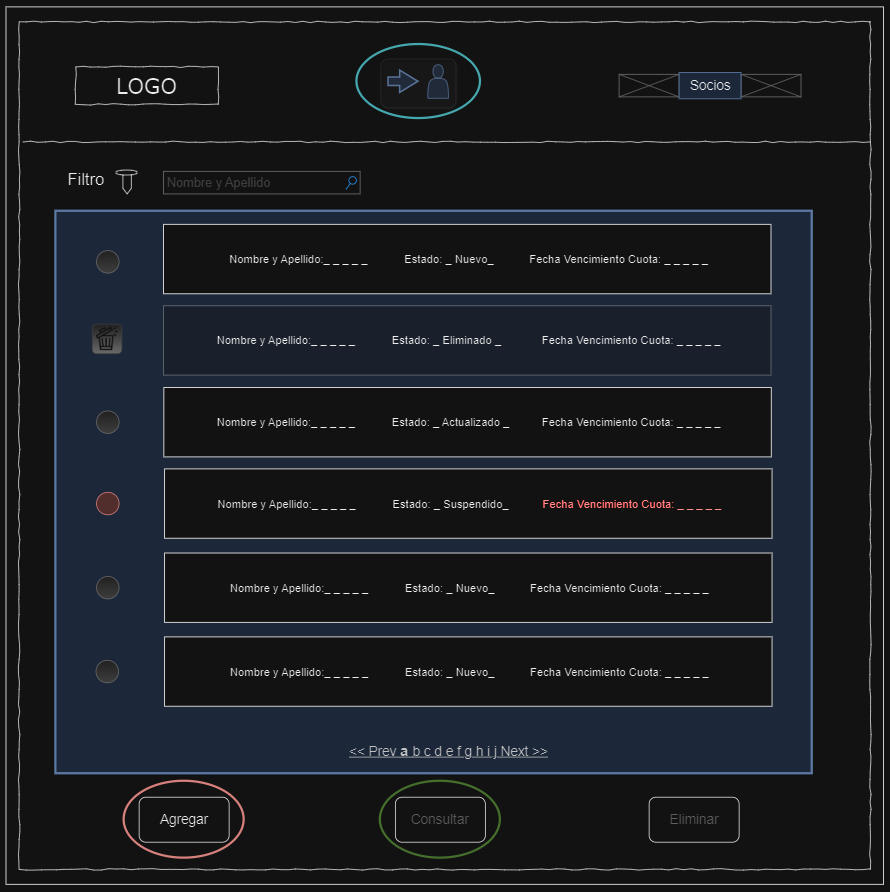 LOGO
Socios
Filtro
Nombre y Apellido
Nombre y Apellido:_ _ _ _ _ Estado: _ Nuevo_ Fecha Vencimiento Cuota: _ _ _ _ _
Nombre y Apellido:_ _ _ _ _ Estado: _ Eliminado _ Fecha Vencimiento Cuota: _ _ _ _ _
Nombre y Apellido:_ _ _ _ _ Estado: _ Actualizado _ Fecha Vencimiento Cuota: _ _ _ _ _
Nombre y Apellido:_ _ _ _ _ Estado: _ Suspendido_ Fecha Vencimiento Cuota: _ _ _ _ _
Nombre y Apellido:_ _ _ _ _ Estado: _ Nuevo_ Fecha Vencimiento Cuota: _ _ _ _ _
Nombre y Apellido:_ _ _ _ _ Estado: _ Nuevo_ Fecha Vencimiento Cuota: _ _ _ _ _
<< Prev a b c d e f g h i j Next >>
Agregar Consultar Eliminar